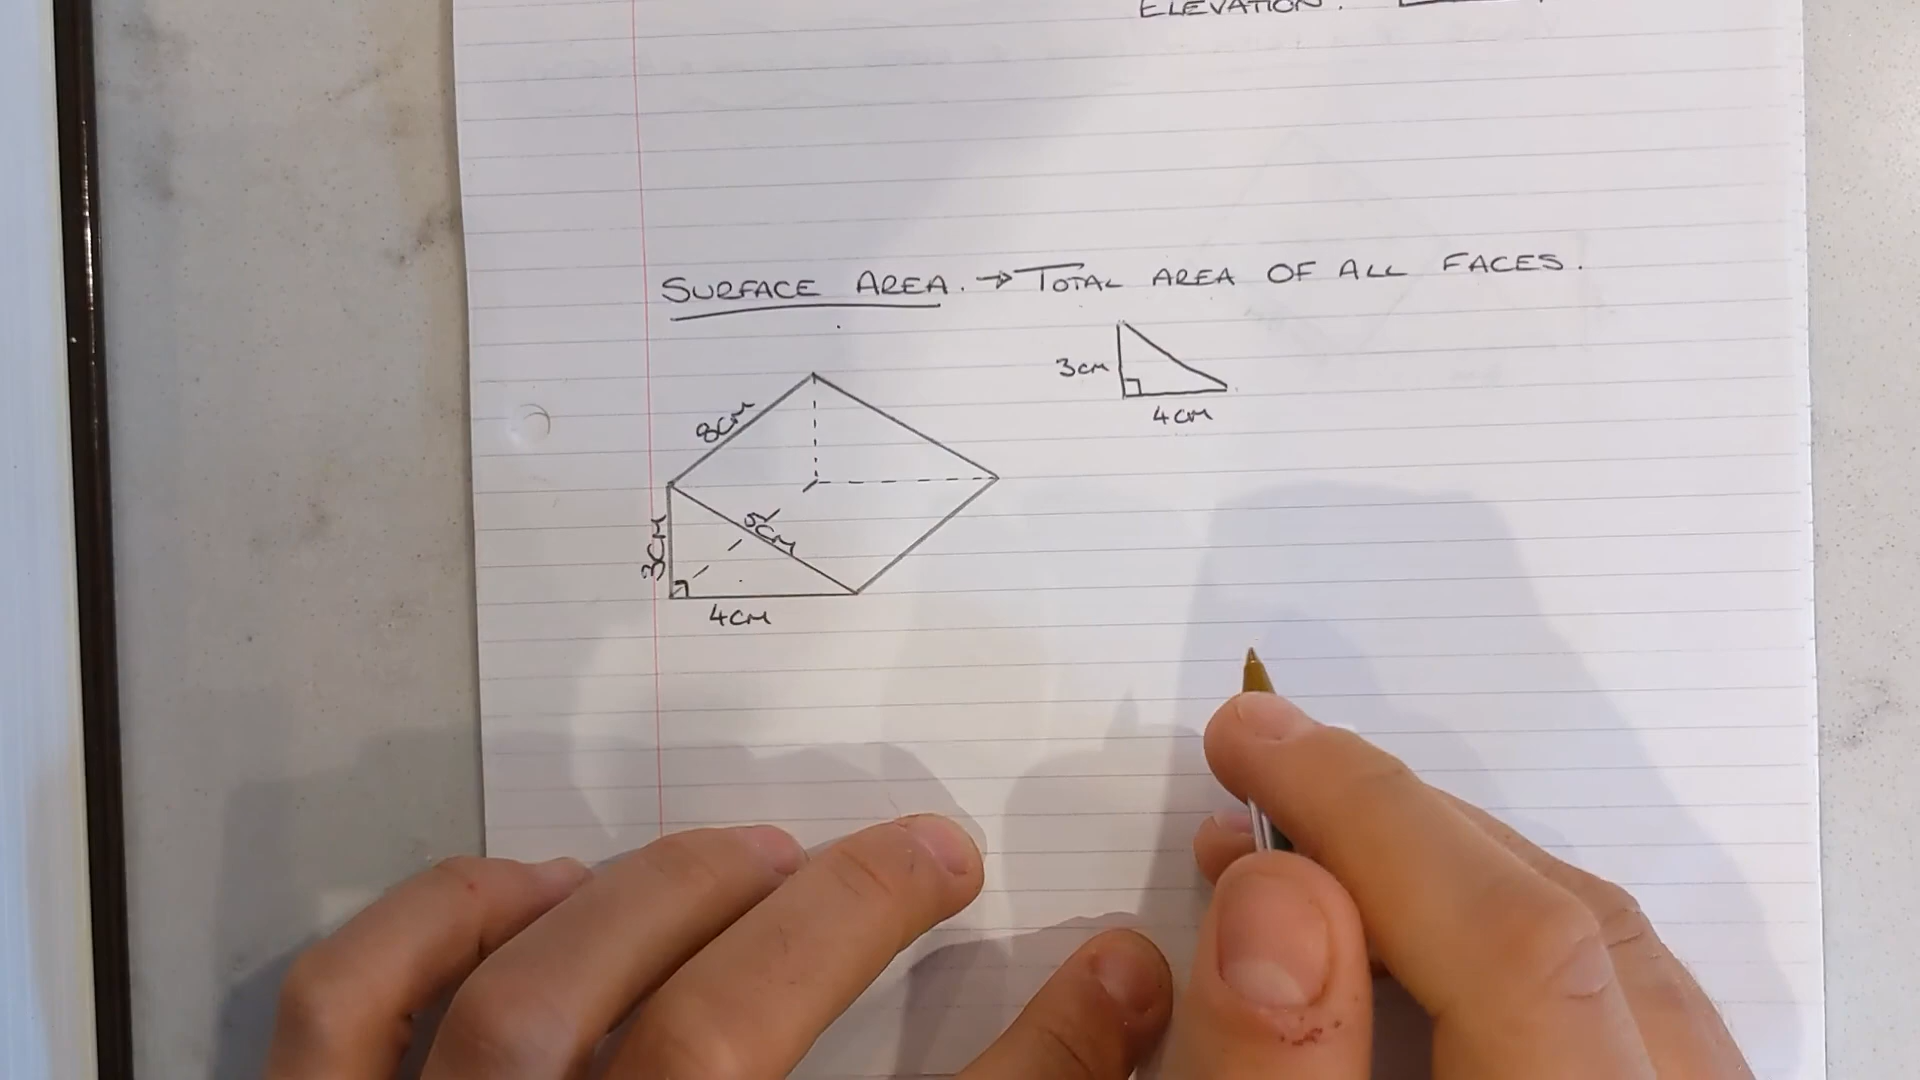 ELEVATION.
SURFACE AREA. → TOTAL AREA OF ALL FACES.
3cm
4cm
8cm
5cm
3cm
4cm